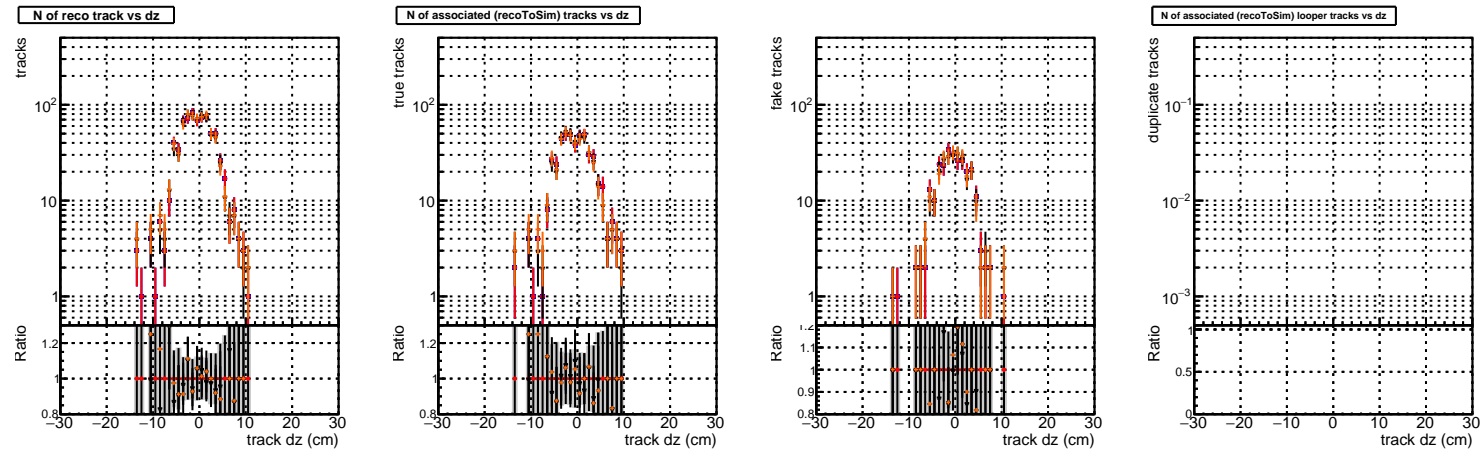 N of reco track vs dz
tracks
10²
10
1
Ratio
1.2
1
0.8
−30 −20 −10 0 10 20 30
track dz (cm)
N of associated (recoToSim) tracks vs dz
true tracks
10²
10
1
Ratio
1.2
1
0.8
−30 −20 −10 0 10 20 30
track dz (cm)
fake tracks
10²
10
1
Ratio
1.2
1.1
1
0.9
0.8
−30 −20 −10 0 10 20 30
track dz (cm)
N of associated (recoToSim) looper tracks vs dz
duplicate tracks
10⁻¹
10⁻²
10⁻³
Ratio
1
0.5
0
−30 −20 −10 0 10 20 30
track dz (cm)